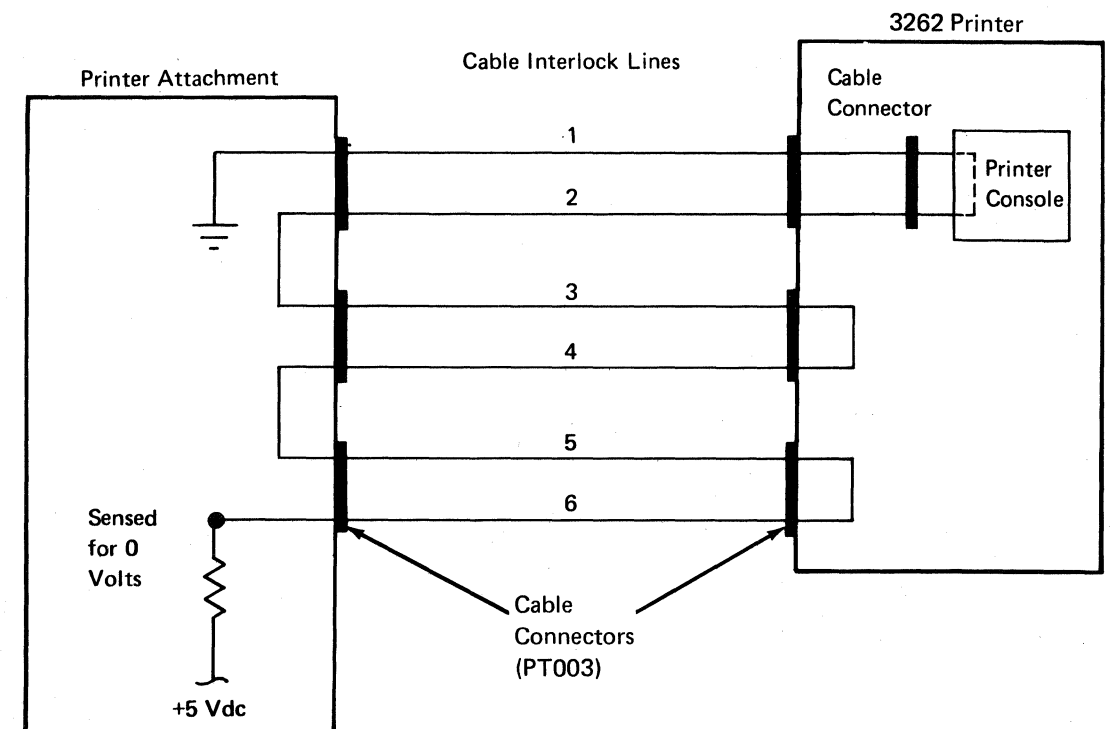 3262 Printer
Cable Interlock Lines
Printer Attachment
Cable
Connector
1
Printer
Console
2
3
4
5
6
Sensed
for 0
Volts
Cable
Connectors
(PT003)
+5 Vdc